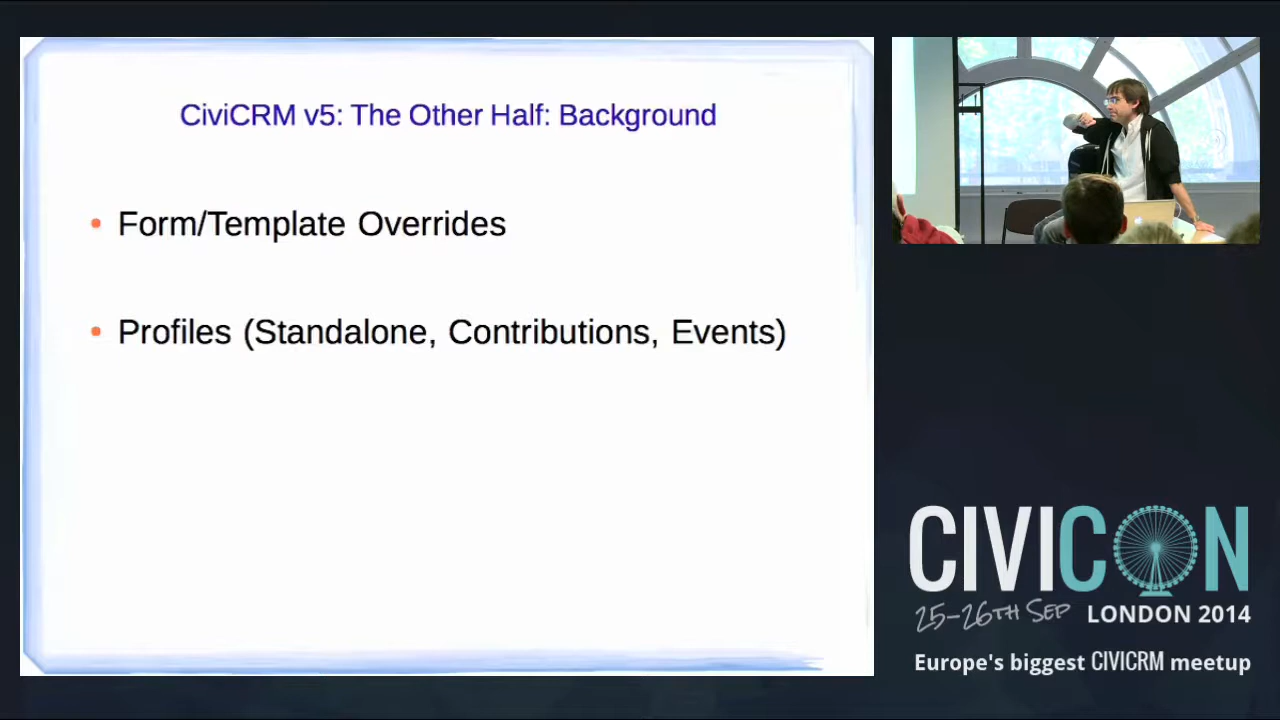 CiviCRM v5: The Other Half: Background
• Form/Template Overrides
• Profiles (Standalone, Contributions, Events)
CIVICON
25-26TH SEP LONDON 2014
Europe's biggest CIVICRM meetup